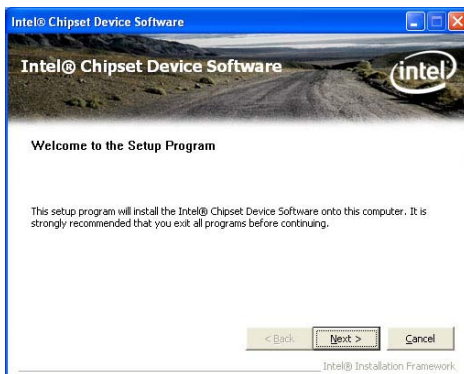 Intel® Chipset Device Software
Intel® Chipset Device Software
intel
Welcome to the Setup Program
This setup program will install the Intel® Chipset Device Software onto this computer. It is
strongly recommended that you exit all programs before continuing.
< Back Next > Cancel
Intel® Installation Framework